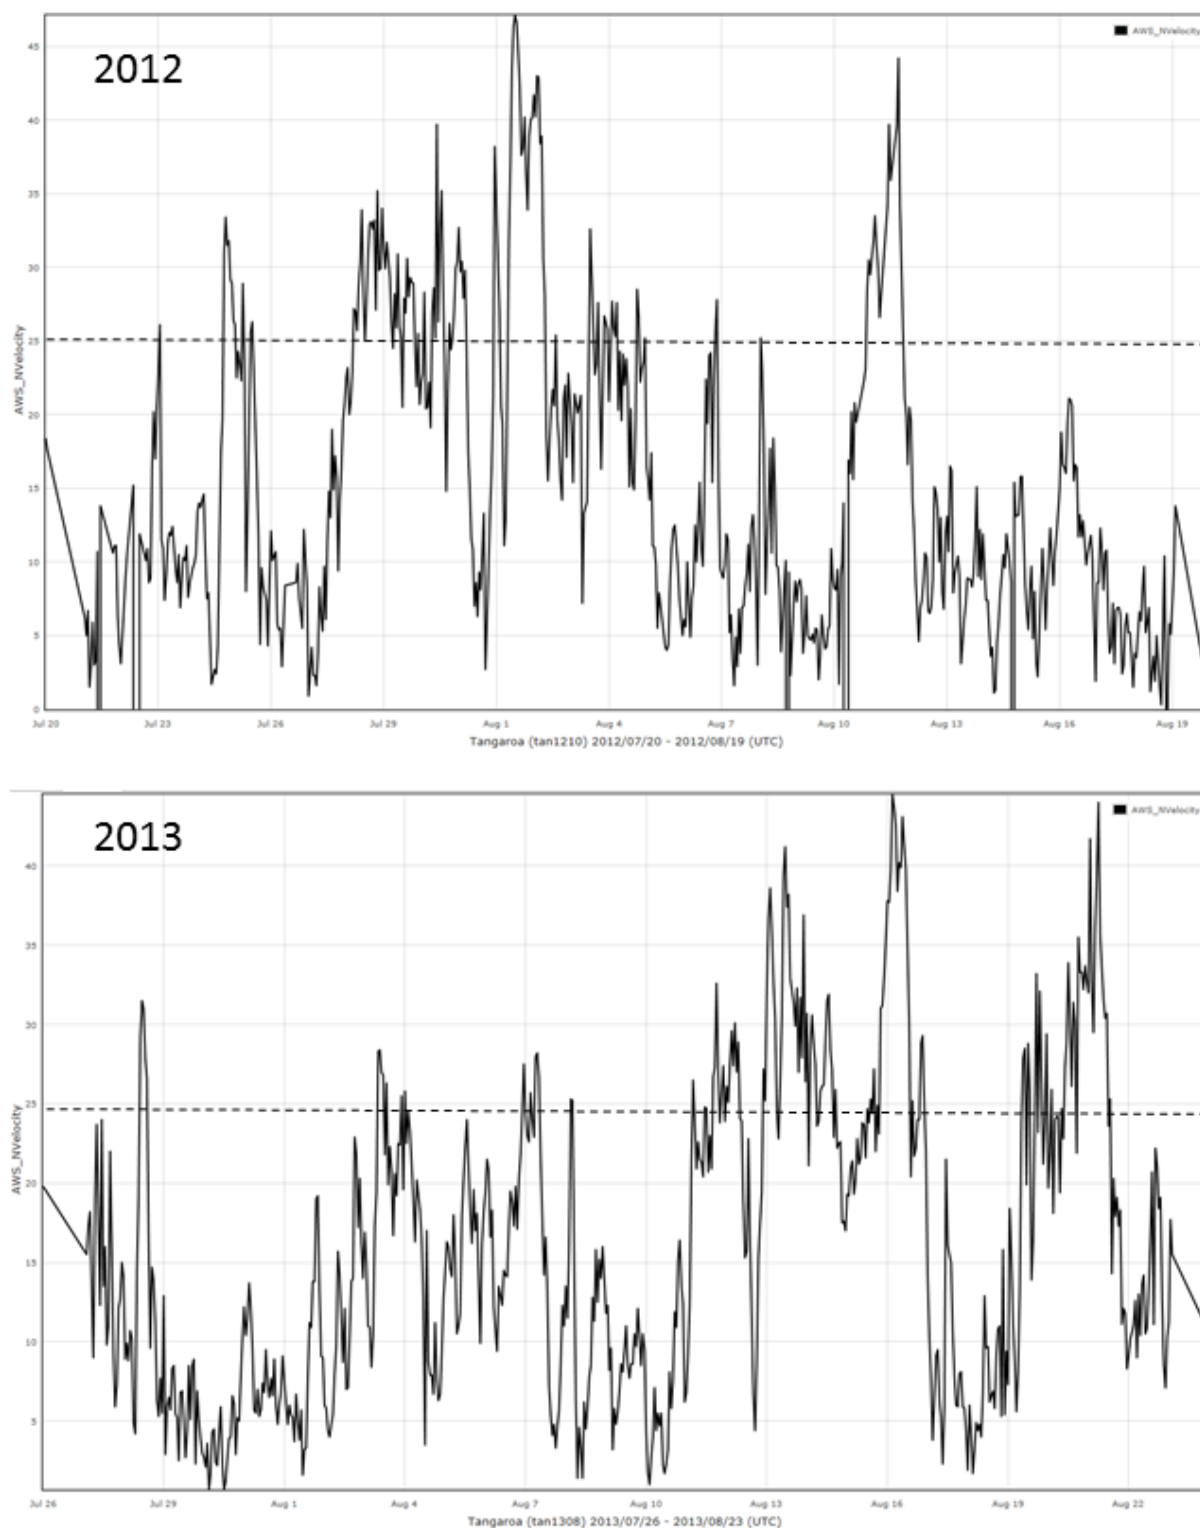 AWS_NVelocity
2012
45
40
35
30
25
20
15
10
5
0
AWS_NVelocity
Jul 20 Jul 23 Jul 26 Jul 29 Aug 1 Aug 4 Aug 7 Aug 10 Aug 13 Aug 16 Aug 19
Tangaroa (tan1210) 2012/07/20 - 2012/08/19 (UTC)
AWS_NVelocity
2013
40
35
30
25
20
15
10
5
AWS_NVelocity
Jul 26 Jul 29 Aug 1 Aug 4 Aug 7 Aug 10 Aug 13 Aug 16 Aug 19 Aug 22
Tangaroa (tan1308) 2013/07/26 - 2013/08/23 (UTC)